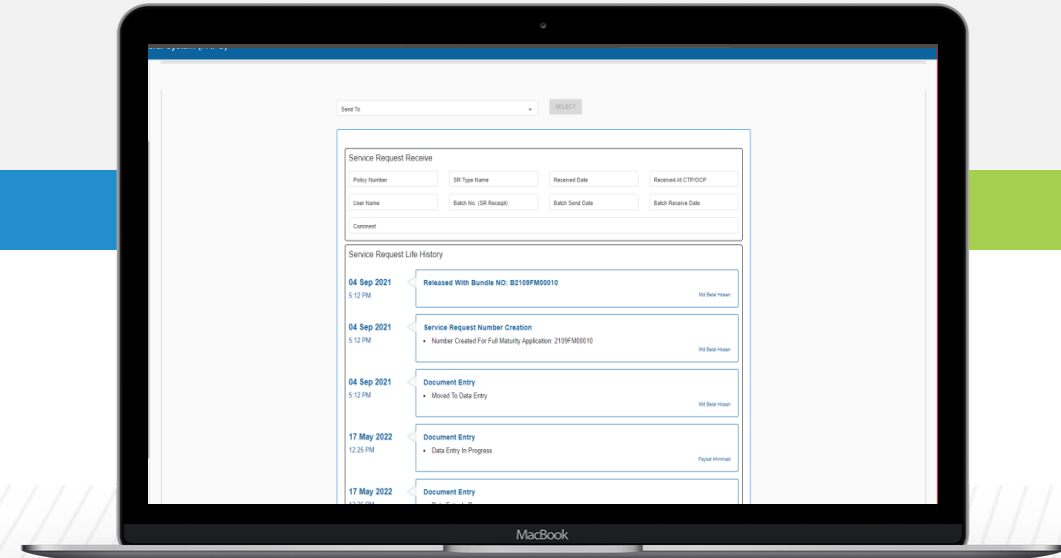 Send To
SELECT
Service Request Receive
Policy Number SR Type Name Received Date Received At CTP/OCP
User Name Batch No. (SR Receipt) Batch Send Date Batch Receive Date
Comment
Service Request Life History
04 Sep 2021 Released With Bundle NO: B2109FM00010
5:12 PM
Md Belal Hosen
04 Sep 2021 Service Request Number Creation
5:12 PM • Number Created For Full Maturity Application: 2109FM00010
Md Belal Hosen
04 Sep 2021 Document Entry
5:12 PM • Moved To Data Entry
Md Belal Hosen
17 May 2022 Document Entry
12:25 PM • Data Entry In Progress
17 May 2022 Document Entry
MacBook